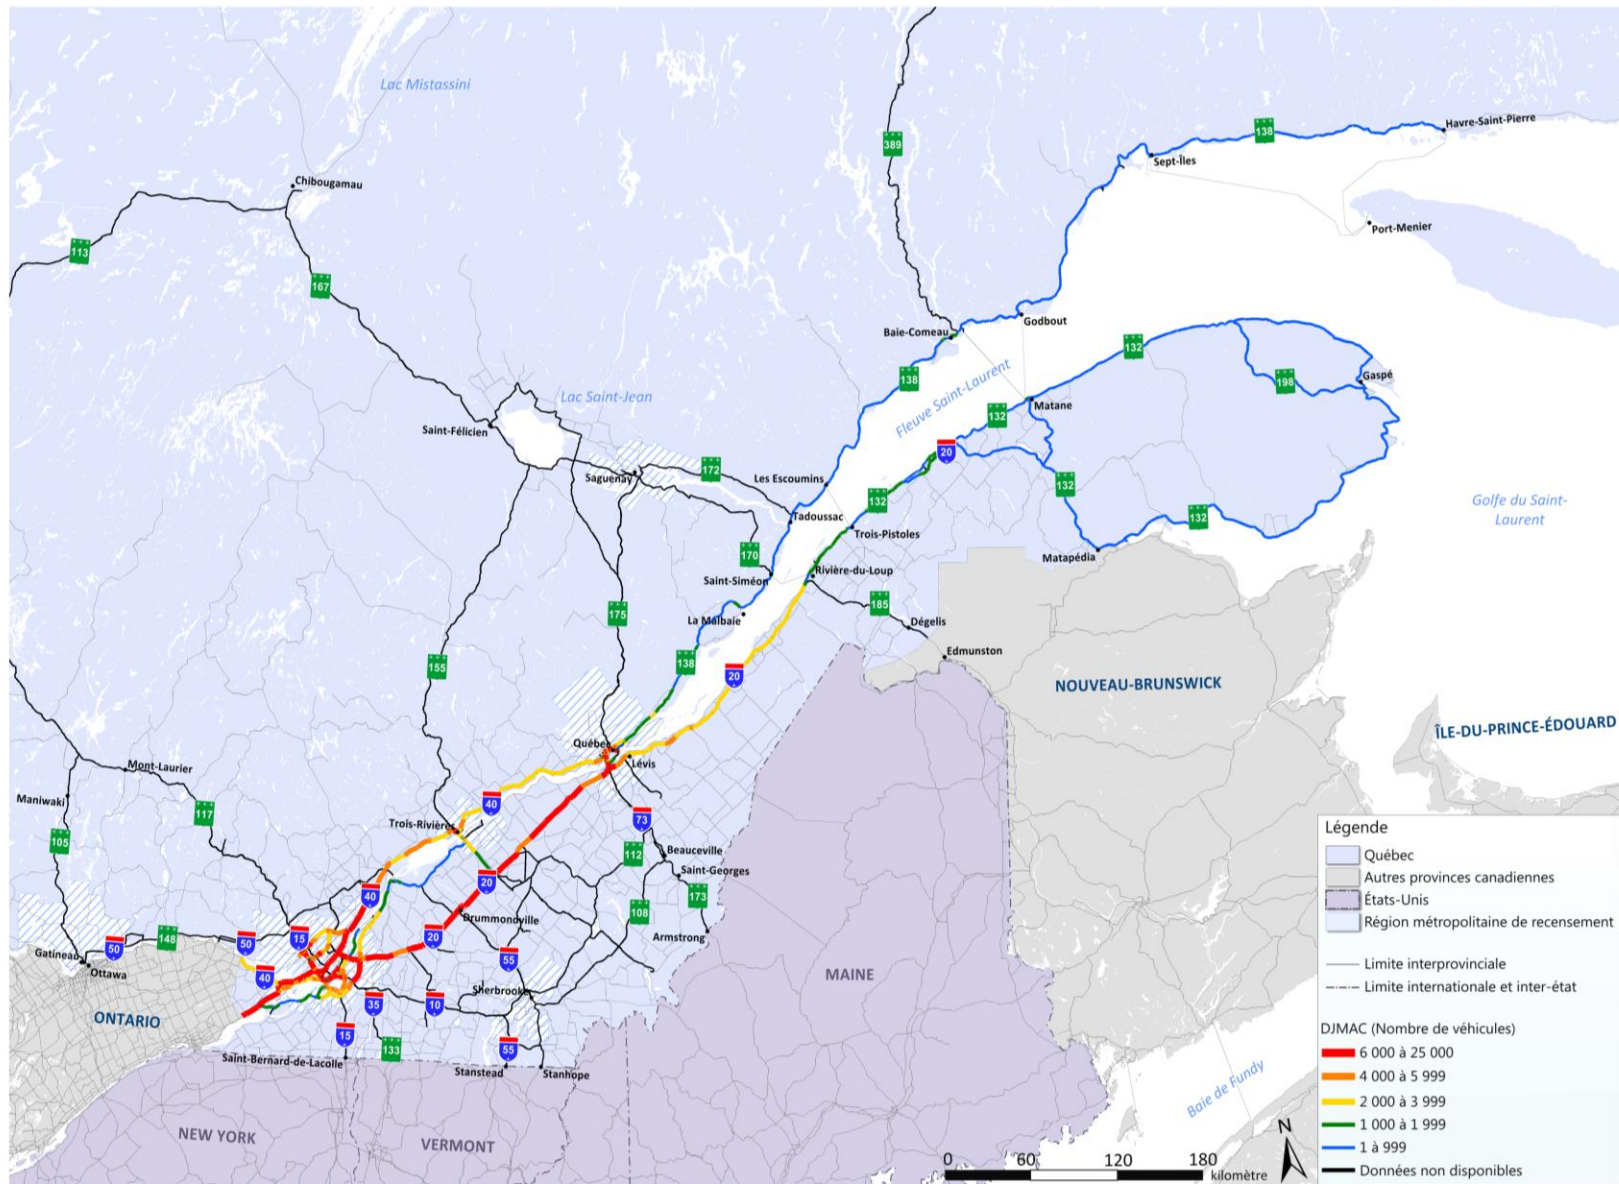 Lac Mistassini
138
Havre-Saint-Pierre
389
Sept-Îles
Chibougamau
Port-Menier
113
167
Godbout
Baie-Comeau
132
138
Fleuve Saint-Laurent
Gaspé
198
Lac Saint-Jean
Matane
132
Saint-Félicien
20
172
Saguenay
Les Escoumins
132
132
Golfe du Saint-
Laurent
Tadoussac
132
Trois-Pistoles
170
Matapédia
Saint-Siméon
Rivière-du-Loup
175
185
La Malbaie
Dégelis
155
138
Edmunston
20
NOUVEAU-BRUNSWICK
ÎLE-DU-PRINCE-ÉDOUARD
Québec
Lévis
Mont-Laurier
Maniwaki
40
117
Trois-Rivières
73
105
112
Beauceville
Saint-Georges
20
40
173
108
Drummondville
20
15
Armstrong
148
50
50
Gatineau
55
Ottawa
40
MAINE
Sherbrooke
35
10
ONTARIO
15
133
55
Saint-Bernard-de-Lacolle
Stanstead
Stanhope
Baie de Fundy
NEW YORK
VERMONT
N
0 60 120 180
kilomètre
Légende
Québec
Autres provinces canadiennes
États-Unis
Région métropolitaine de recensement
Limite interprovinciale
Limite internationale et inter-état
DJMAC (Nombre de véhicules)
6 000 à 25 000
4 000 à 5 999
2 000 à 3 999
1 000 à 1 999
1 à 999
Données non disponibles